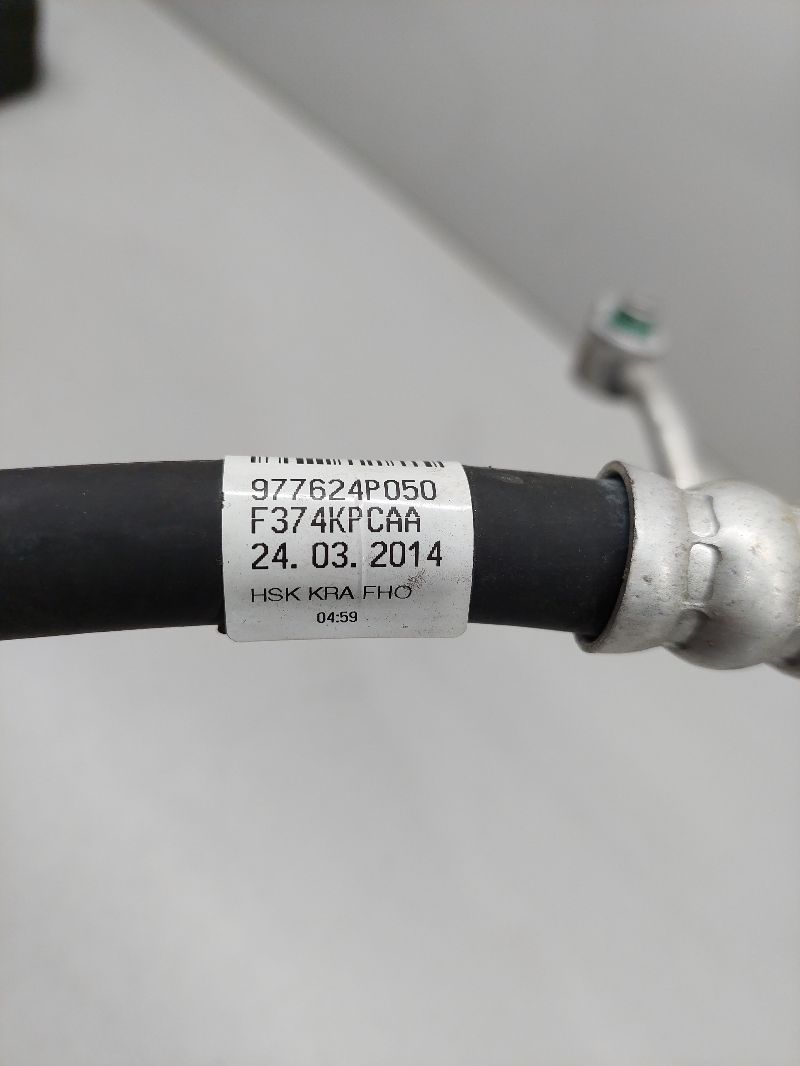 977624P050
F374KPCAA
24. 03. 2014
HSK KRA FHO
04:59